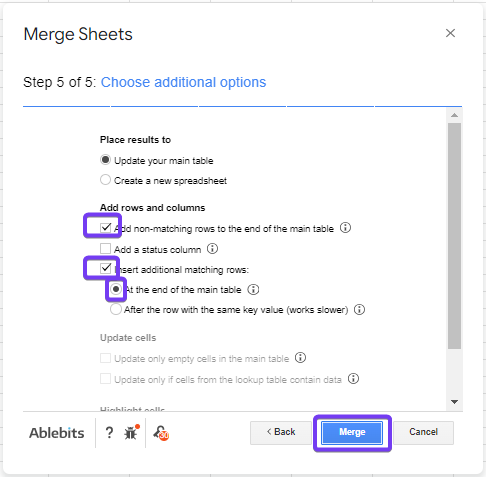 Merge Sheets
Step 5 of 5: Choose additional options
Place results to
Update your main table
Create a new spreadsheet
Add rows and columns
Add non-matching rows to the end of the main table
Add a status column
Insert additional matching rows:
At the end of the main table
After the row with the same key value (works slower)
Update cells
Update only empty cells in the main table
Update only if cells from the lookup table contain data
Highlight cells
Ablebits ? 30 < Back Merge Cancel